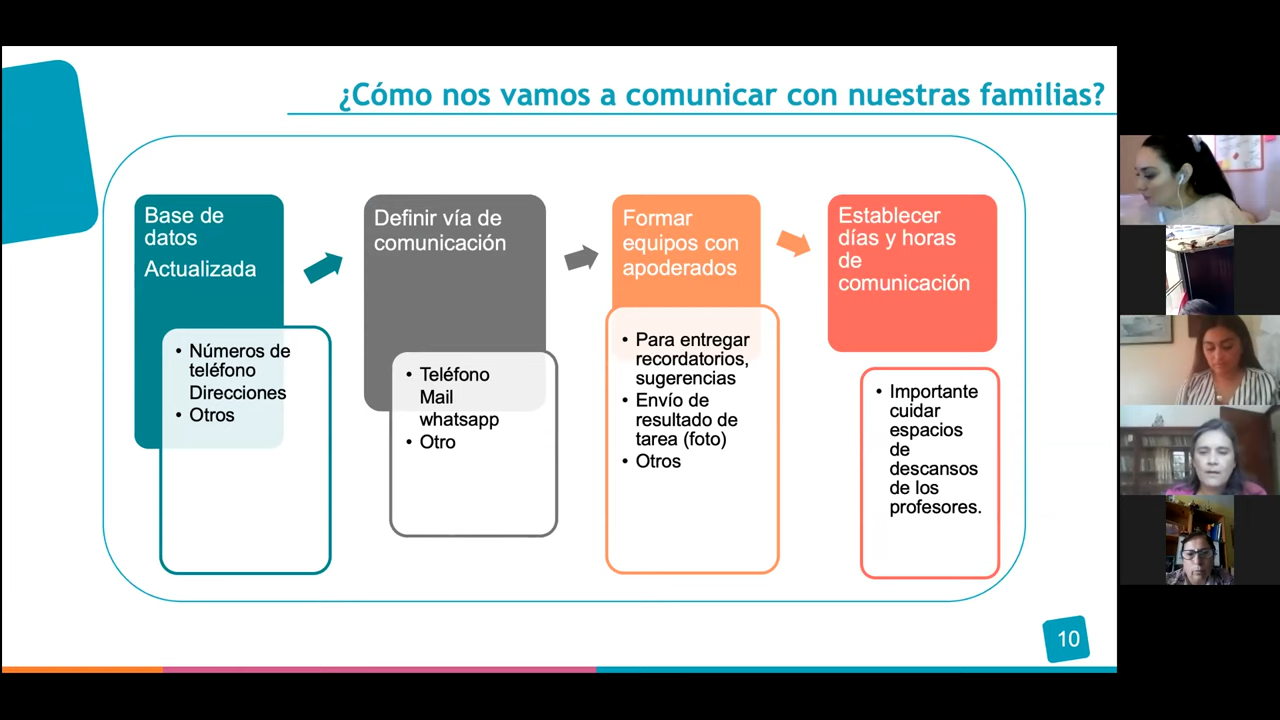 ¿Cómo nos vamos a comunicar con nuestras familias?
Base de
datos
Actualizada
• Números de
teléfono
Direcciones
• Otros
Definir vía de
comunicación
• Teléfono
Mail
whatsapp
• Otro
Formar
equipos con
apoderados
• Para entregar
recordatorios,
sugerencias
• Envío de
resultado de
tarea (foto)
• Otros
Establecer
días y horas
de
comunicación
• Importante
cuidar
espacios
de
descansos
de los
profesores.
10